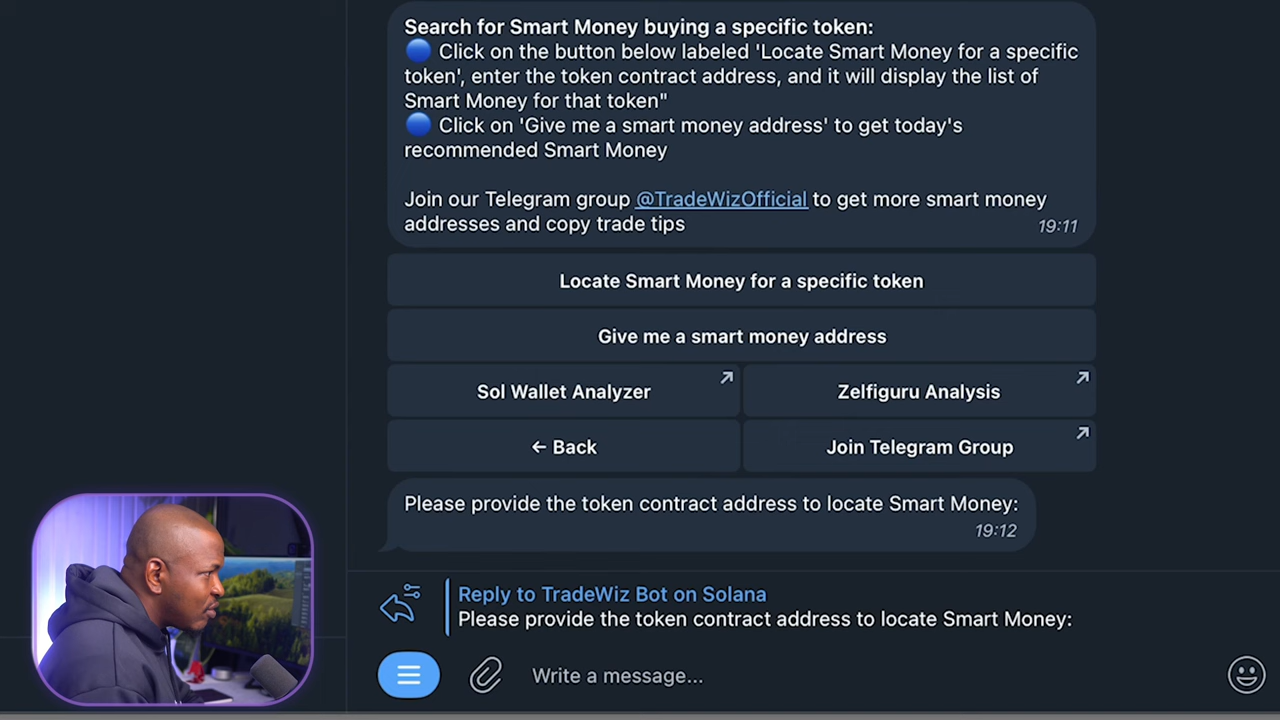 Search for Smart Money buying a specific token:
🔵 Click on the button below labeled 'Locate Smart Money for a specific
token', enter the token contract address, and it will display the list of
Smart Money for that token"
🔵 Click on 'Give me a smart money address' to get today's
recommended Smart Money
Join our Telegram group @TradeWizOfficial to get more smart money
addresses and copy trade tips
19:11
Locate Smart Money for a specific token
Give me a smart money address
Sol Wallet Analyzer
Zelfiguru Analysis
← Back
Join Telegram Group
Please provide the token contract address to locate Smart Money:
19:12
Reply to TradeWiz Bot on Solana
Please provide the token contract address to locate Smart Money:
Write a message...